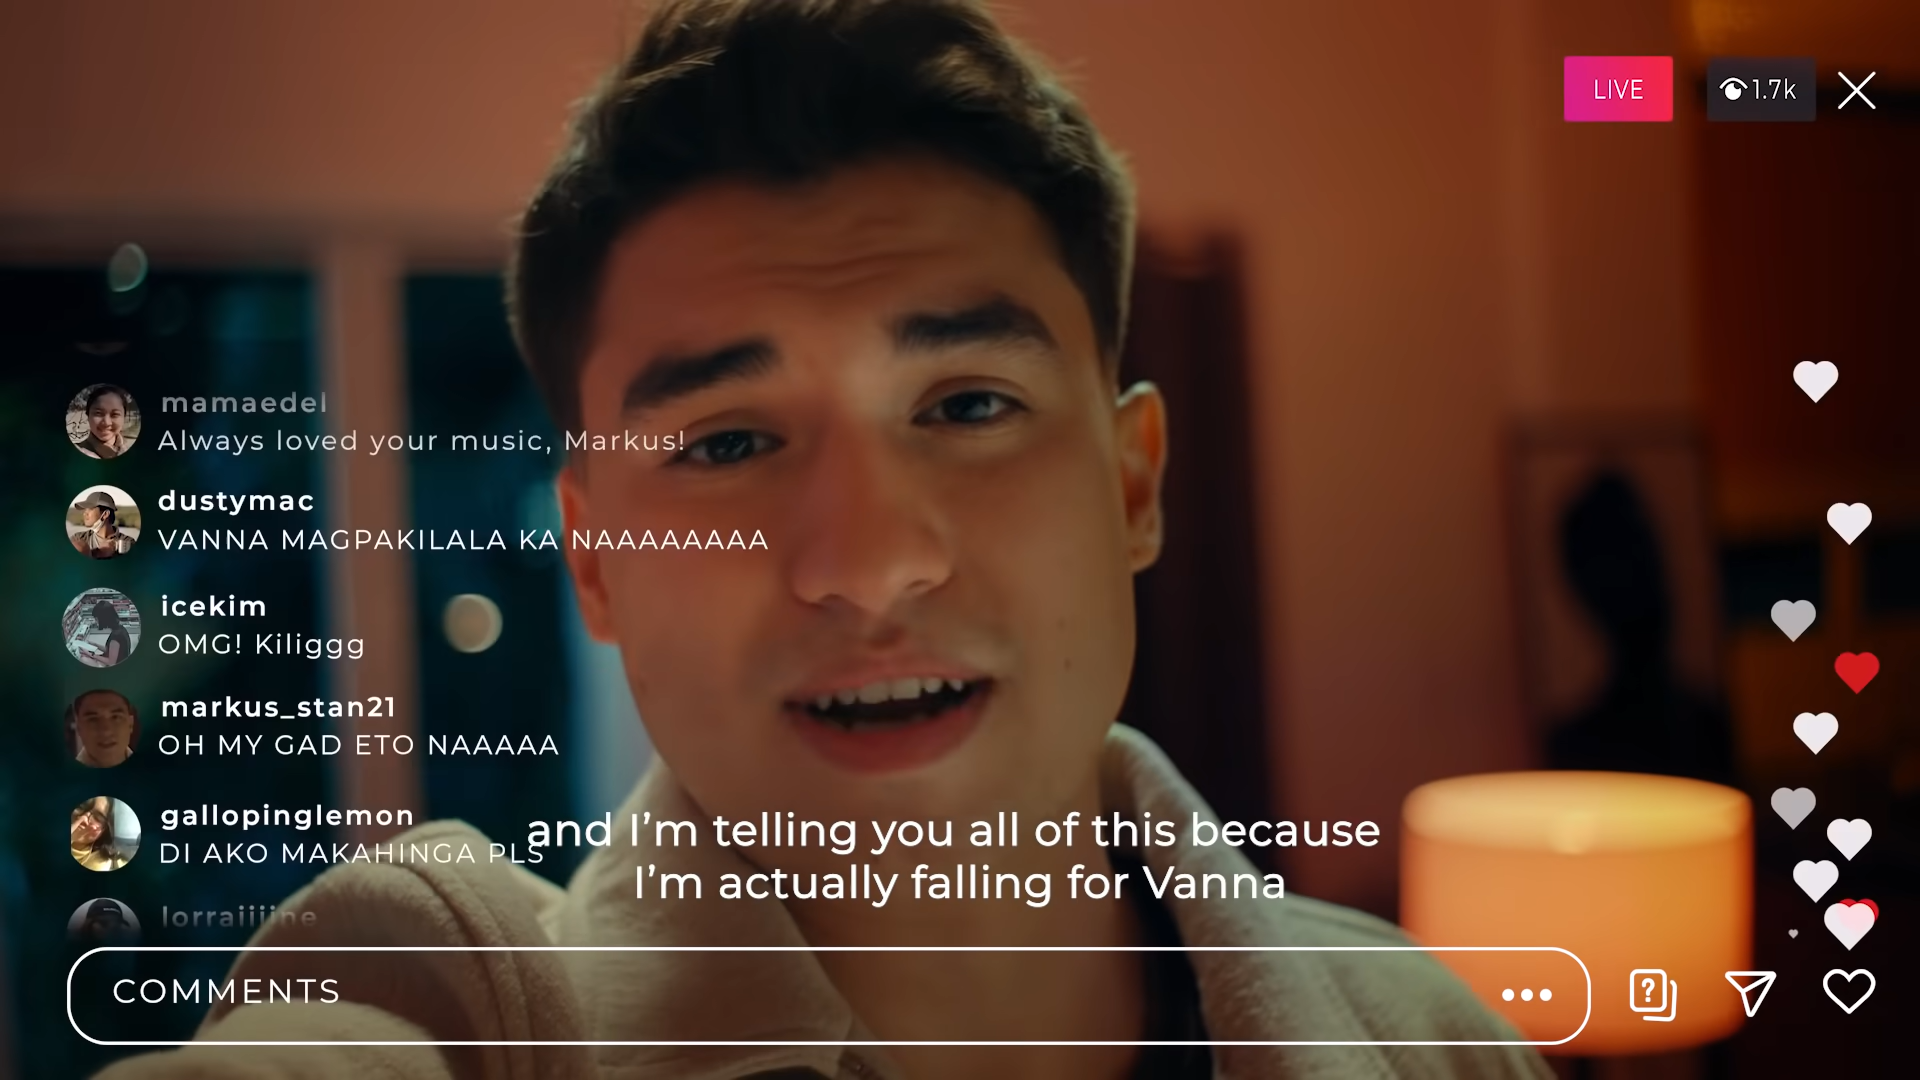 LIVE
1.7k
mamaedel
Always loved your music, Markus!
dustymac
VANNA MAGPAKILALA KA NAAAAAAAA
icekim
OMG! Kiliggg
markus_stan21
OH MY GAD ETO NAAAAA
gallopinglemon
DI AKO MAKAHINGA PLS
and I’m telling you all of this because
I’m actually falling for Vanna
lorraiiiine
COMMENTS
?